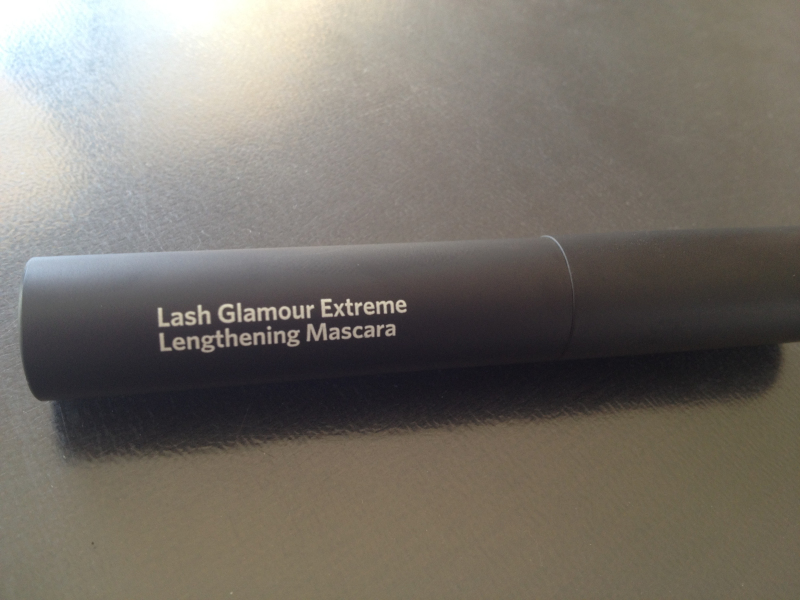 Lash Glamour Extreme
Lengthening Mascara